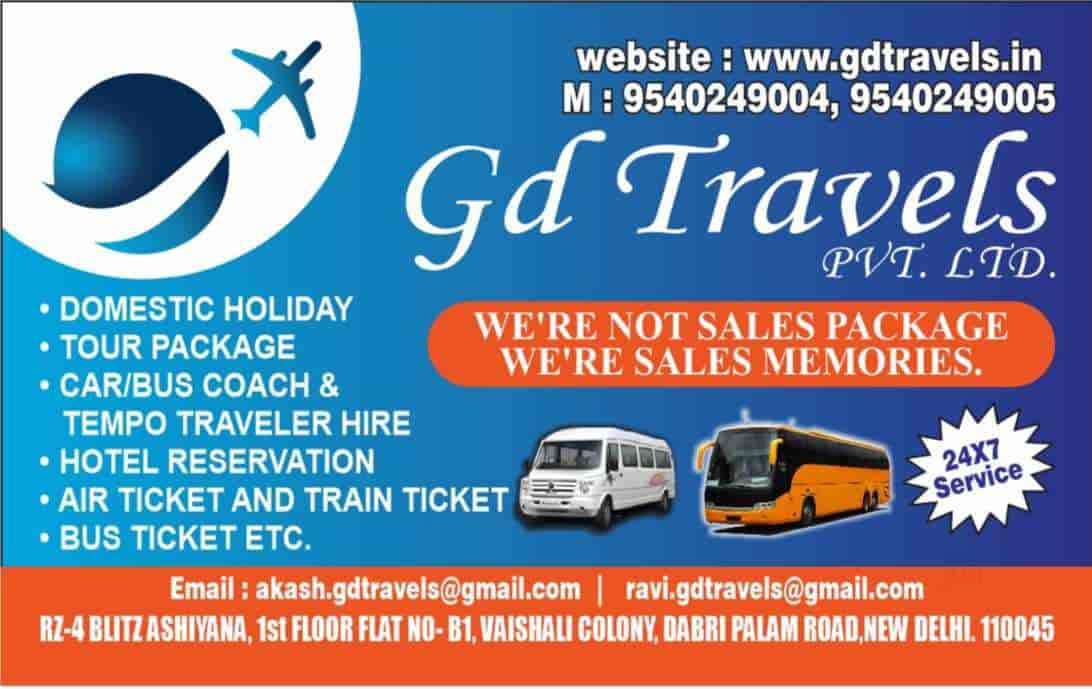 website : www.gdtravels.in
M : 9540249004, 9540249005
Gd Travels
PVT. LTD.
• DOMESTIC HOLIDAY
• TOUR PACKAGE
• CAR/BUS COACH &
TEMPO TRAVELER HIRE
• HOTEL RESERVATION
• AIR TICKET AND TRAIN TICKET
• BUS TICKET ETC.
WE'RE NOT SALES PACKAGE
WE'RE SALES MEMORIES.
24X7
Service
Email : akash.gdtravels@gmail.com | ravi.gdtravels@gmail.com
RZ-4 BLITZ ASHIYANA, 1st FLOOR FLAT NO- B1, VAISHALI COLONY, DABRI PALAM ROAD,NEW DELHI. 110045